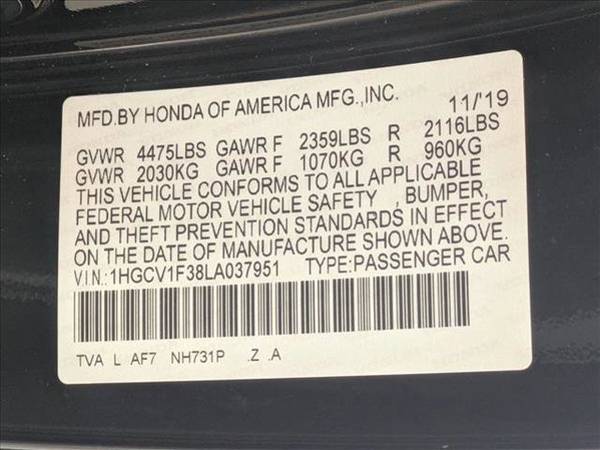 MFD.BY HONDA OF AMERICA MFG.,INC. 11/'19
GVWR 4475LBS GAWR F 2359LBS R 2116LBS
GVWR 2030KG GAWR F 1070KG R 960KG
THIS VEHICLE CONFORMS TO ALL APPLICABLE
FEDERAL MOTOR VEHICLE SAFETY , BUMPER,
AND THEFT PREVENTION STANDARDS IN EFFECT
ON THE DATE OF MANUFACTURE SHOWN ABOVE.
V.I.N.:1HGCV1F38LA037951 TYPE:PASSENGER CAR
TVA L AF7 NH731P .Z .A